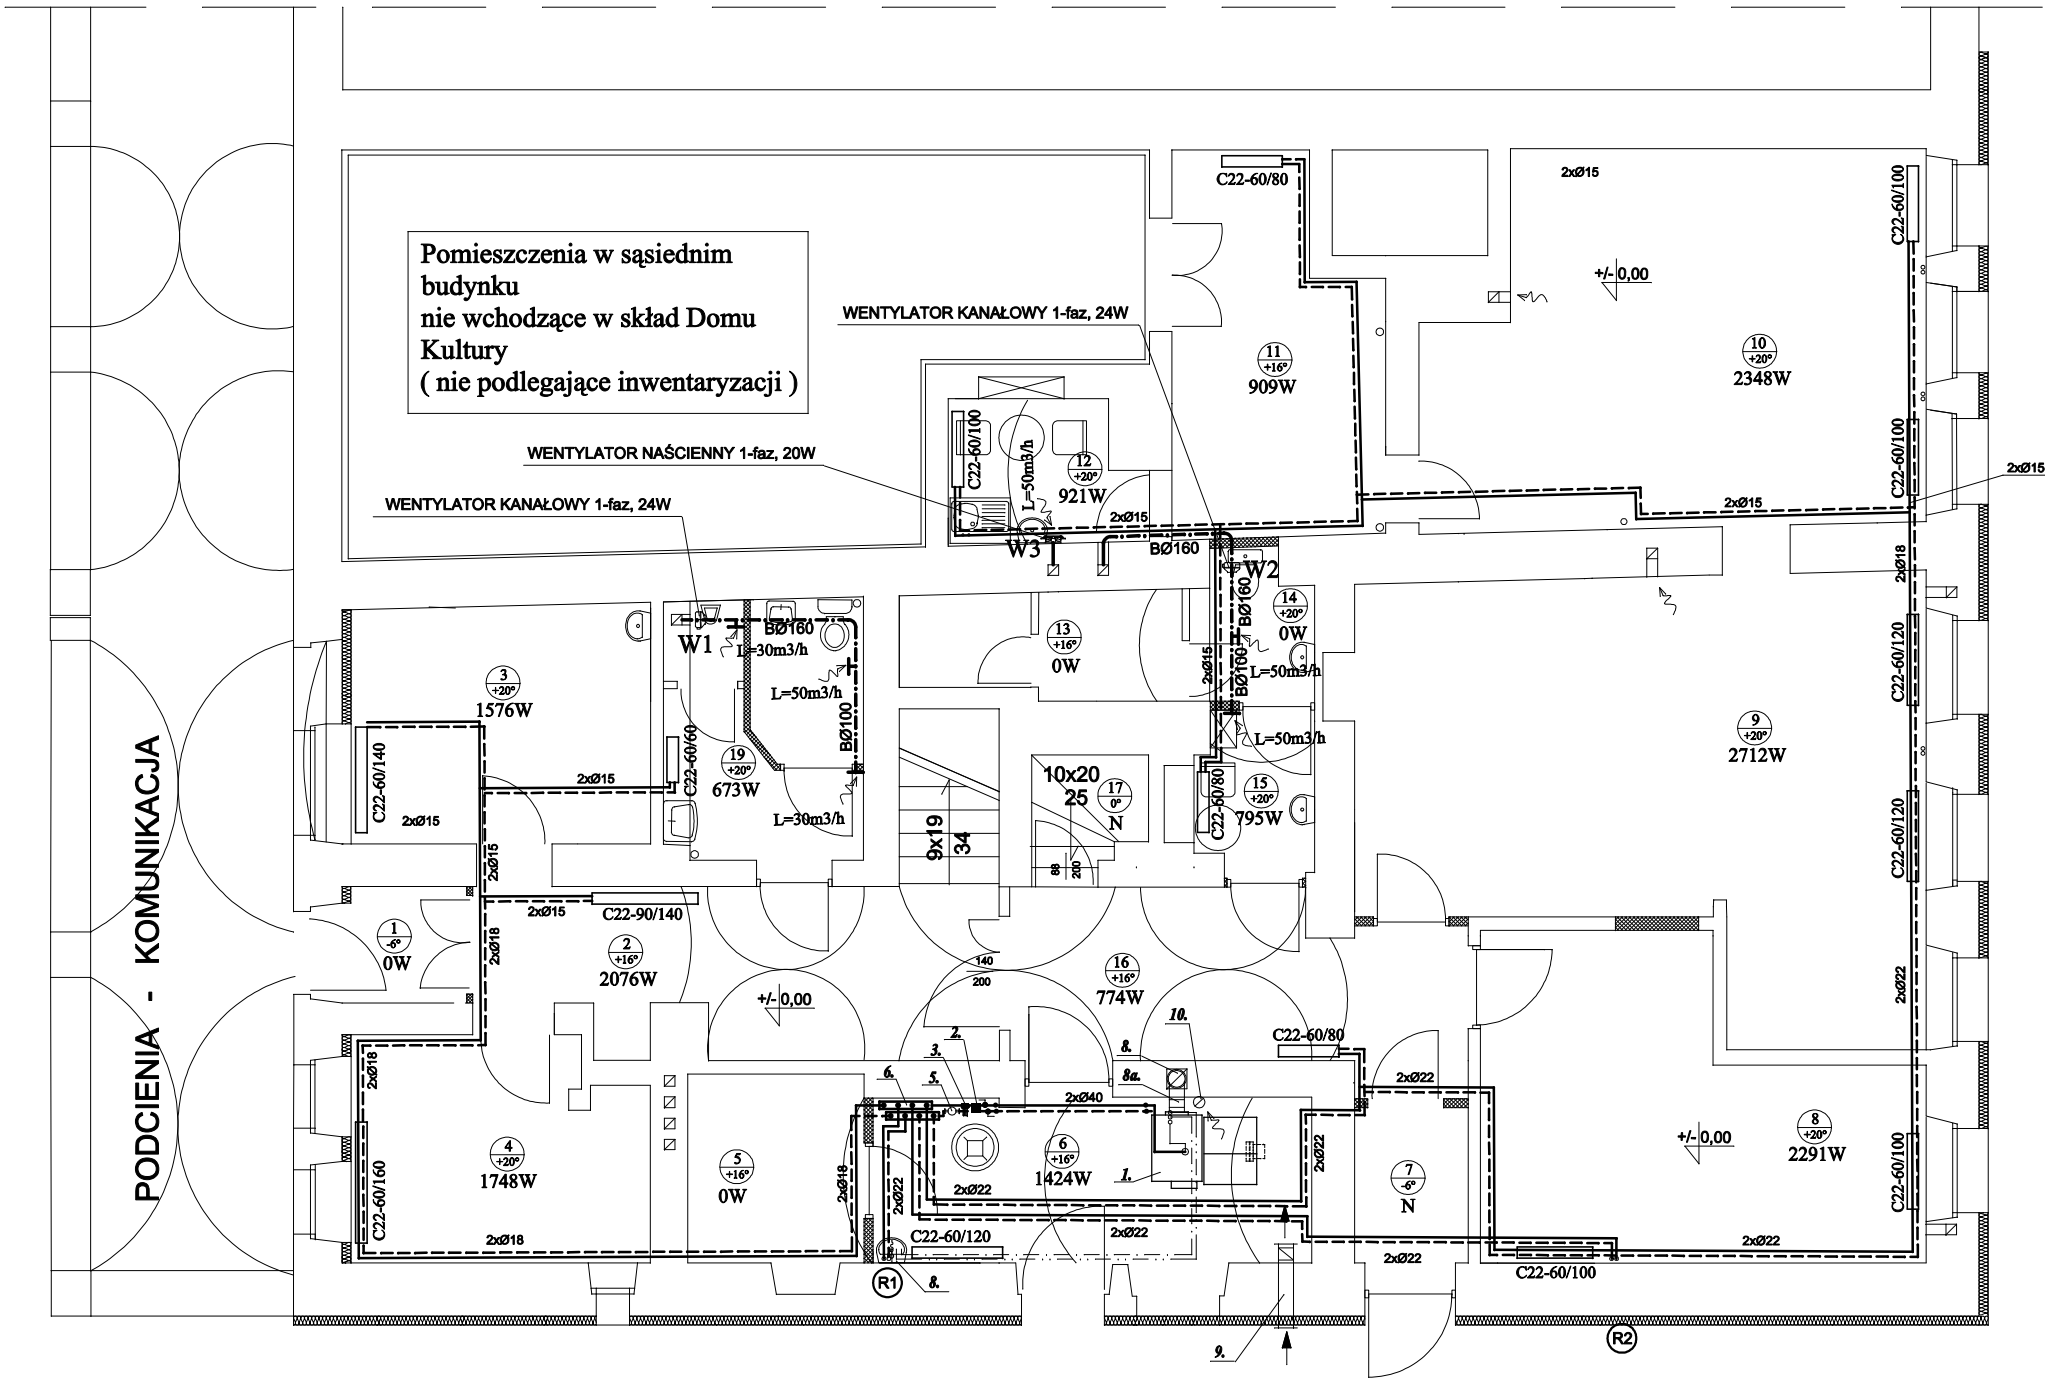 C22-60/80
2xØ15
C22-60/100
Pomieszczenia w sąsiednim
budynku
nie wchodzące w skład Domu
Kultury
( nie podlegające inwentaryzacji )
+/- 0,00
WENTYLATOR KANAŁOWY 1-faz, 24W
11
+16°
909W
10
+20°
2348W
WENTYLATOR NAŚCIENNY 1-faz, 20W
WENTYLATOR KANAŁOWY 1-faz, 24W
C22-60/100
L=50m3/h
12
+20°
921W
C22-60/100
2xØ15
2xØ15
2xØ15
W3
BØ160
W2
2xØ18
BØ160
14
+20°
0W
13
+16°
0W
W1
BØ160
L=30m3/h
L=50m3/h
BØ100
2xØ15
BØ100
L=50m3/h
L=50m3/h
C22-60/120
3
+20°
1576W
9
+20°
2712W
C22-60/140
2xØ15
2xØ15
C22-60/60
19
+20°
673W
L=30m3/h
9x19
34
10x20
25
17
0°
N
88
200
C22-60/80
15
+20°
795W
C22-60/120
PODCIENIA - KOMUNIKACJA
2xØ15
2xØ15
C22-90/140
1
-6°
0W
2xØ18
2
+16°
2076W
140
200
16
+16°
774W
2xØ22
+/- 0,00
2.
3.
5.
6.
10.
8.
8a.
C22-60/80
2xØ18
2xØ40
2xØ22
4
+20°
1748W
C22-60/160
5
+16°
0W
2xØ18
2xØ22
6
+16°
1424W
1.
2xØ22
7
-6°
N
+/- 0,00
8
+20°
2291W
C22-60/100
2xØ22
2xØ18
C22-60/120
2xØ22
2xØ22
2xØ22
C22-60/100
R1
8.
9.
R2